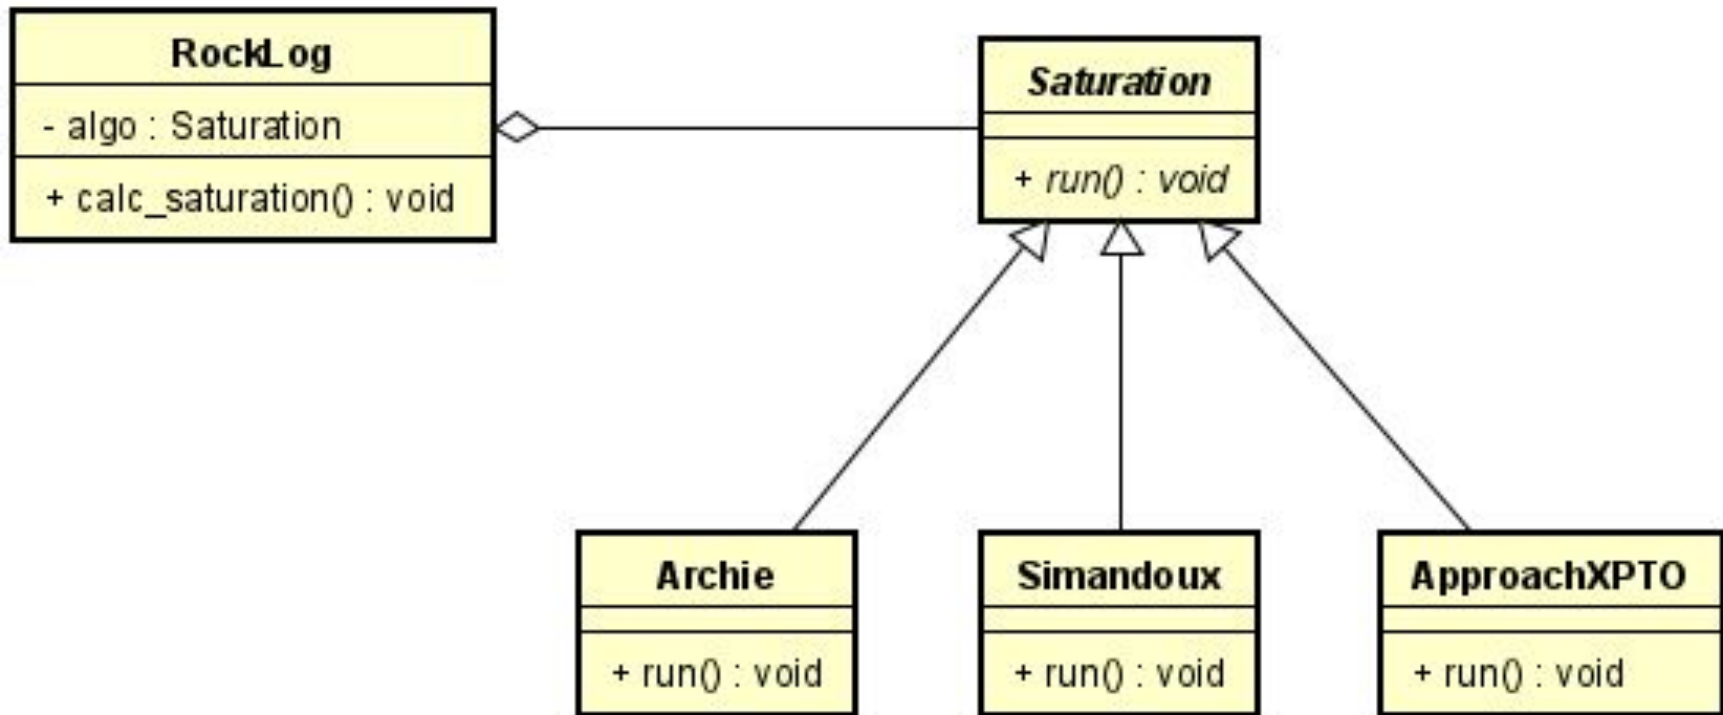 RockLog
- algo : Saturation
+ calc_saturation() : void
Saturation
+ run() : void
Archie
+ run() : void
Simandoux
+ run() : void
ApproachXPTO
+ run() : void